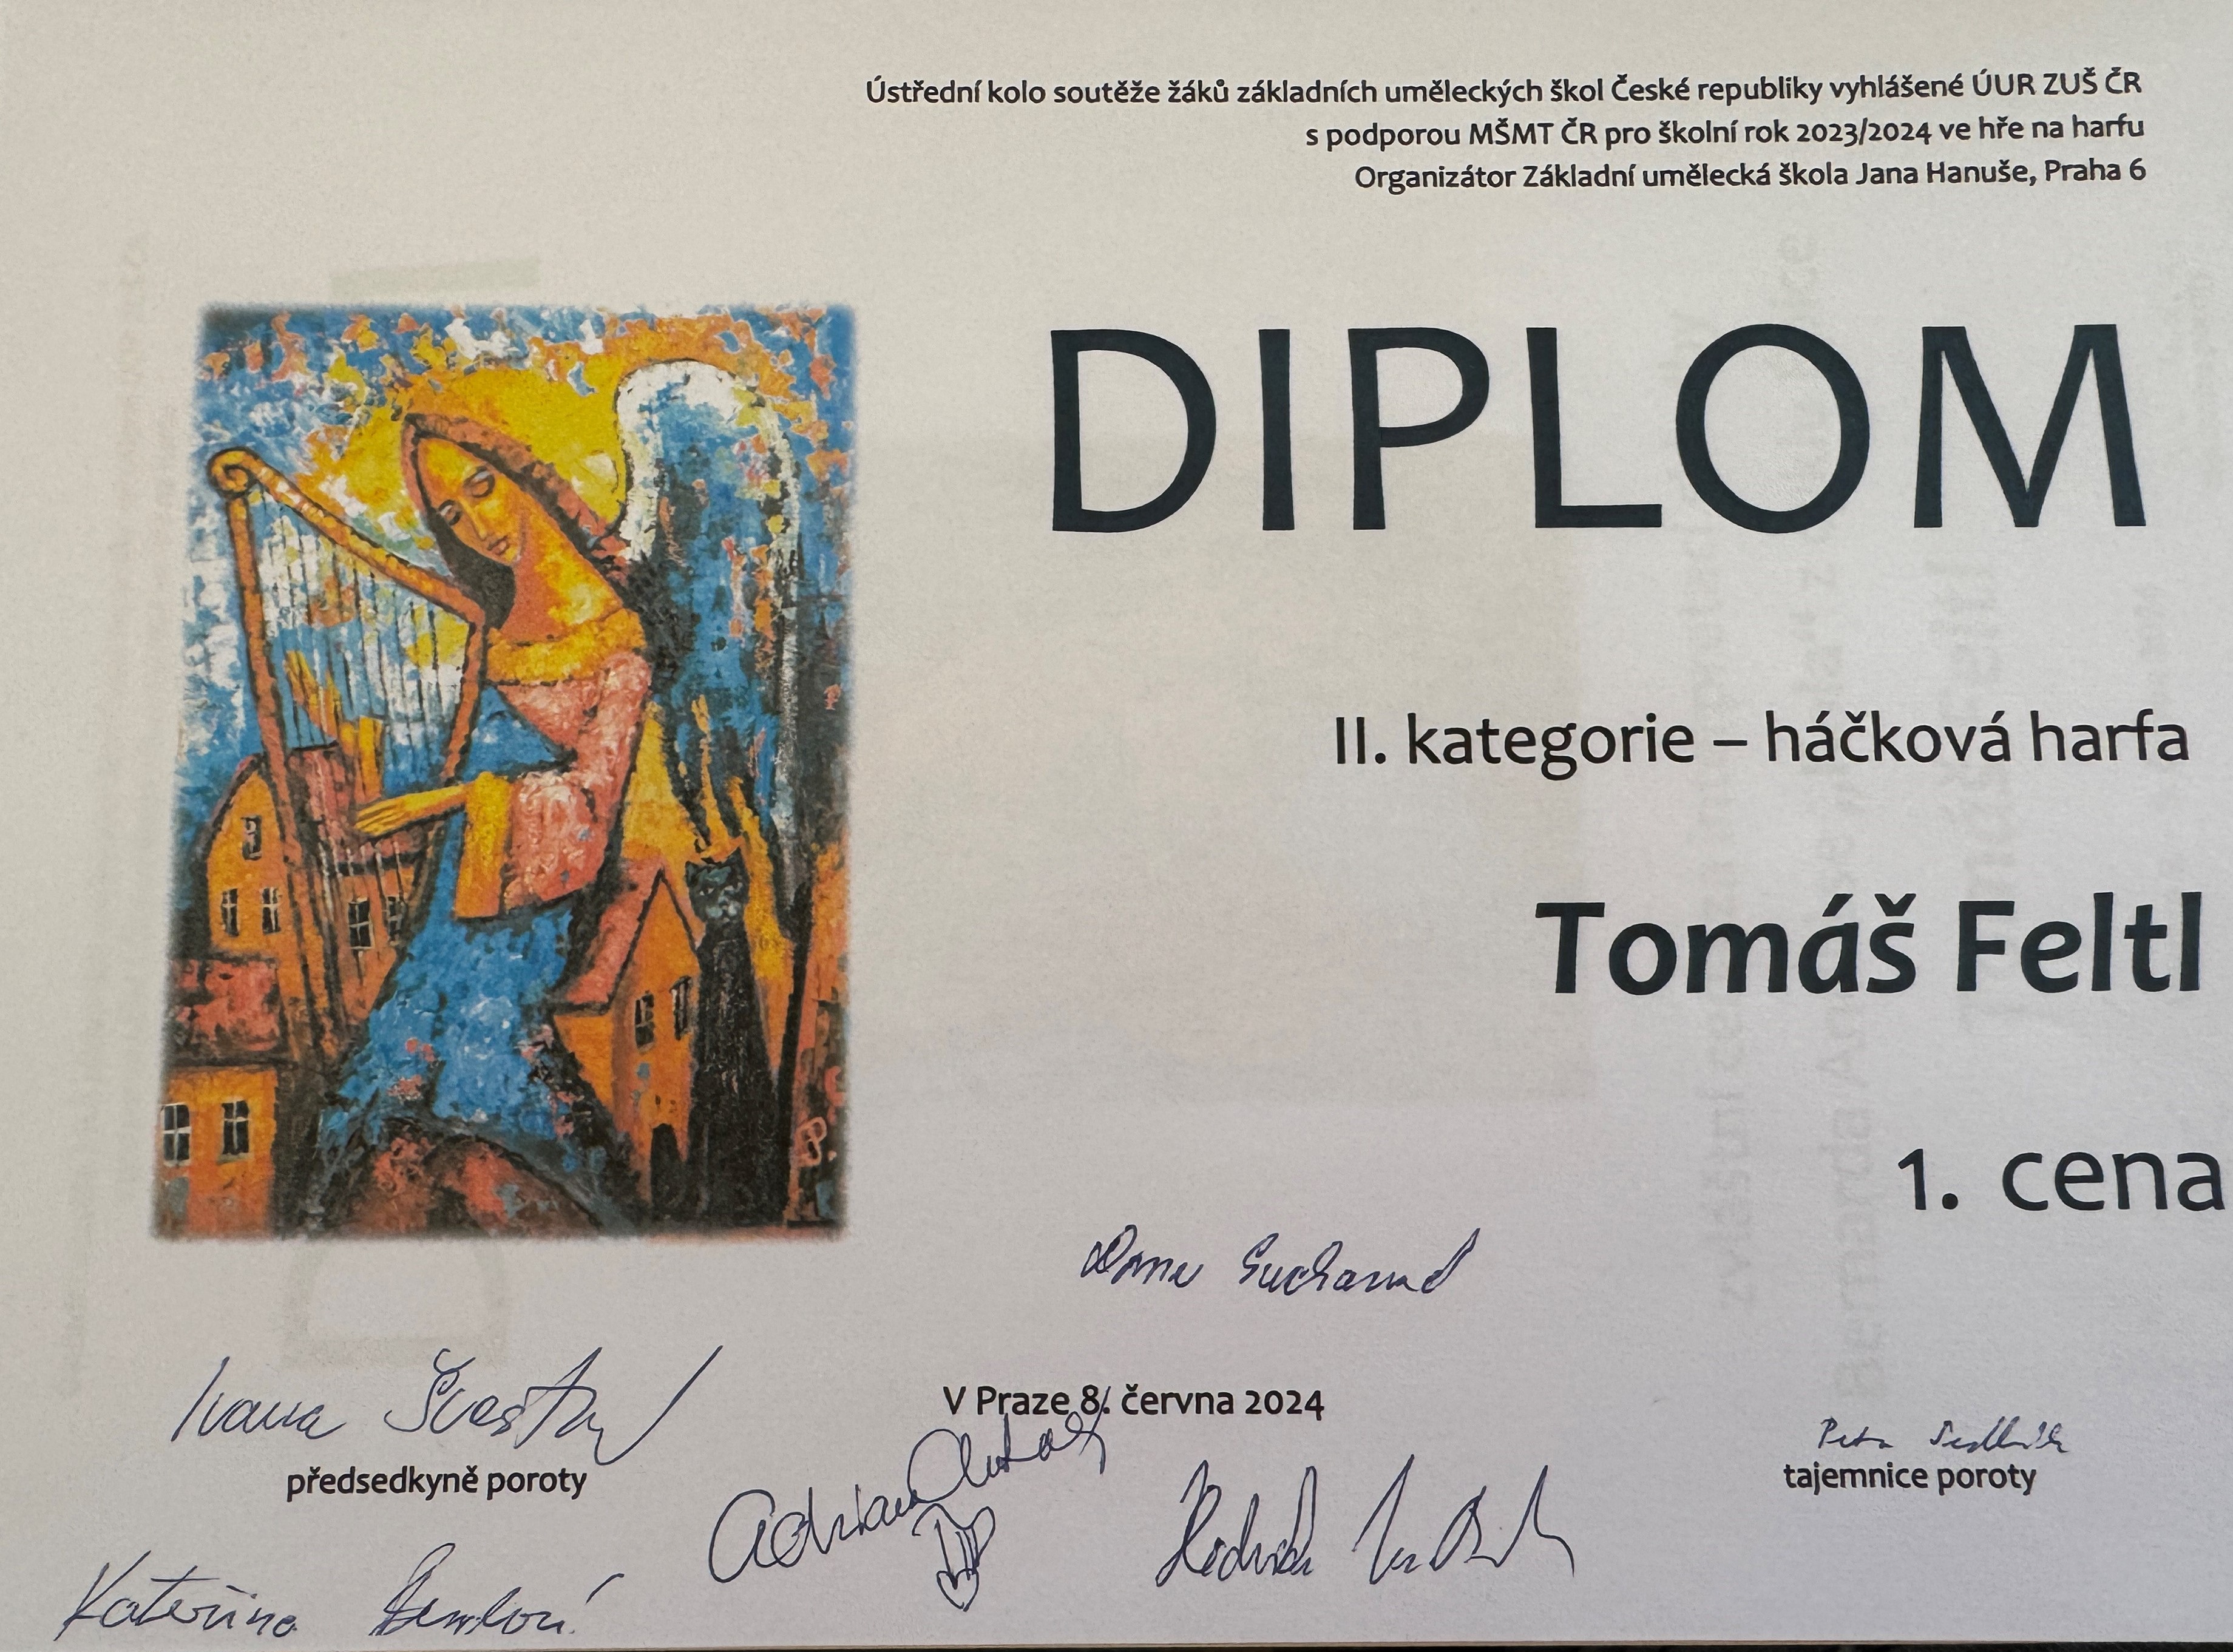 Ústřední kolo soutěže žáků základních uměleckých škol České republiky vyhlášené ÚUR ZUŠ ČR
s podporou MŠMT ČR pro školní rok 2023/2024 ve hře na harfu
Organizátor Základní umělecká škola Jana Hanuše, Praha 6
DIPLOM
II. kategorie – háčková harfa
Tomáš Feltl
1. cena
Ivana
V Praze 8. června 2024
předsedkyně poroty
tajemnice poroty
Kateřina